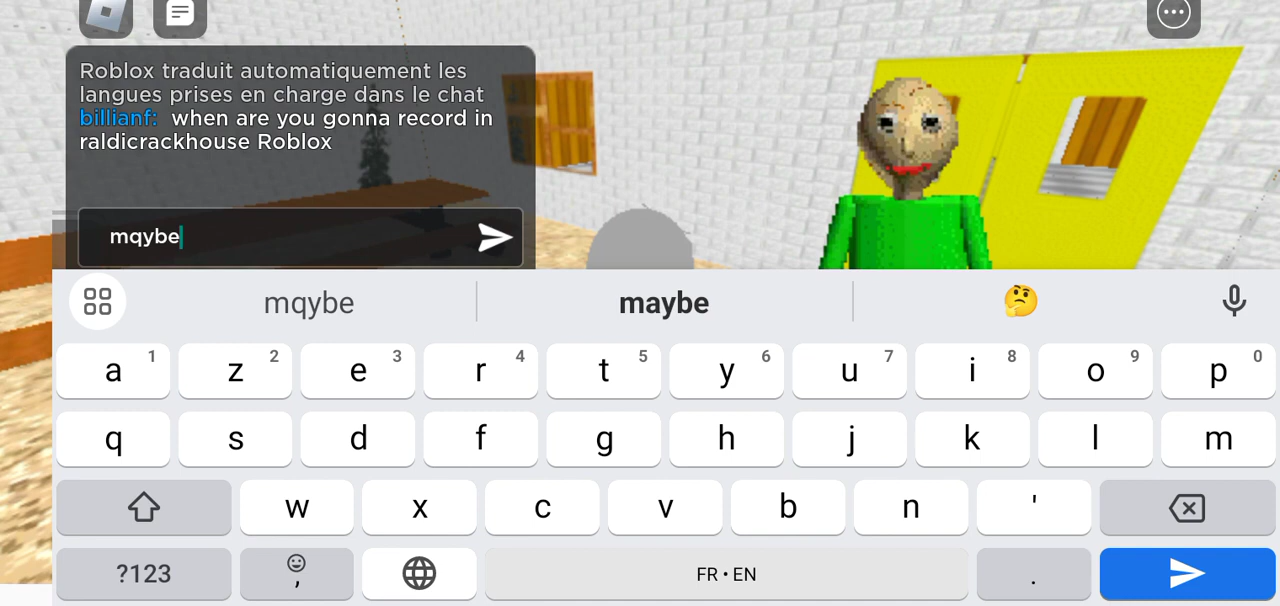 Roblox traduit automatiquement les
langues prises en charge dans le chat
billianf: when are you gonna record in
raldicrackhouse Roblox
mqybe
mqybe maybe 🤔
a 1 z 2 e 3 r 4 t 5 y 6 u 7 i 8 o 9 p 0
q s d f g h j k l m
w x c v b n '
?123 , FR • EN .